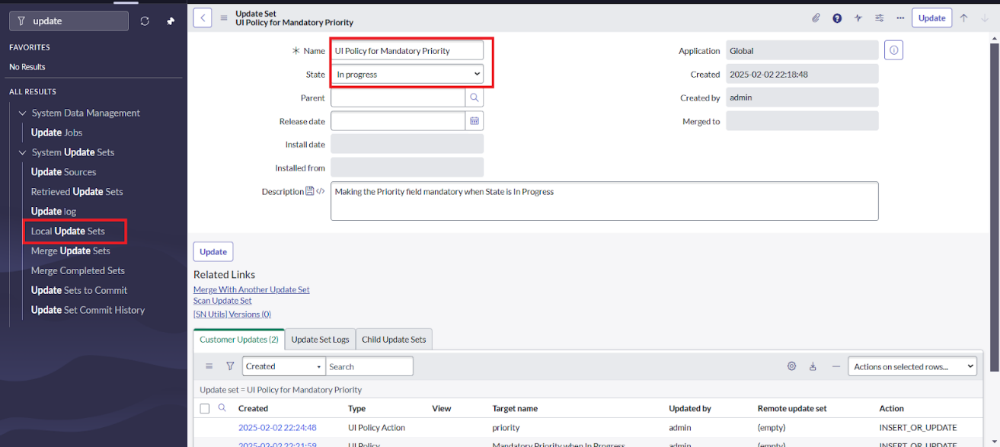 update
FAVORITES
No Results
ALL RESULTS
System Data Management
Update Jobs
System Update Sets
Update Sources
Retrieved Update Sets
Update log
Local Update Sets
Merge Update Sets
Merge Completed Sets
Update Sets to Commit
Update Set Commit History
Update Set
UI Policy for Mandatory Priority
Update
Name UI Policy for Mandatory Priority
State In progress
Parent
Release date
Install date
Installed from
Application Global
Created 2025-02-02 22:18:48
Created by admin
Merged to
Description Making the Priority field mandatory when State is In Progress
Update
Related Links
Merge With Another Update Set
Scan Update Set
[SN Utils] Versions (0)
Customer Updates (2) Update Set Logs Child Update Sets
Created Search Actions on selected rows...
Update set = UI Policy for Mandatory Priority
Created Type View Target name Updated by Remote update set Action
2025-02-02 22:24:48 UI Policy Action priority admin (empty) INSERT_OR_UPDATE
2025-02-02 22:21:59 UI Policy Mandatory Priority when In Progress admin (empty) INSERT_OR_UPDATE